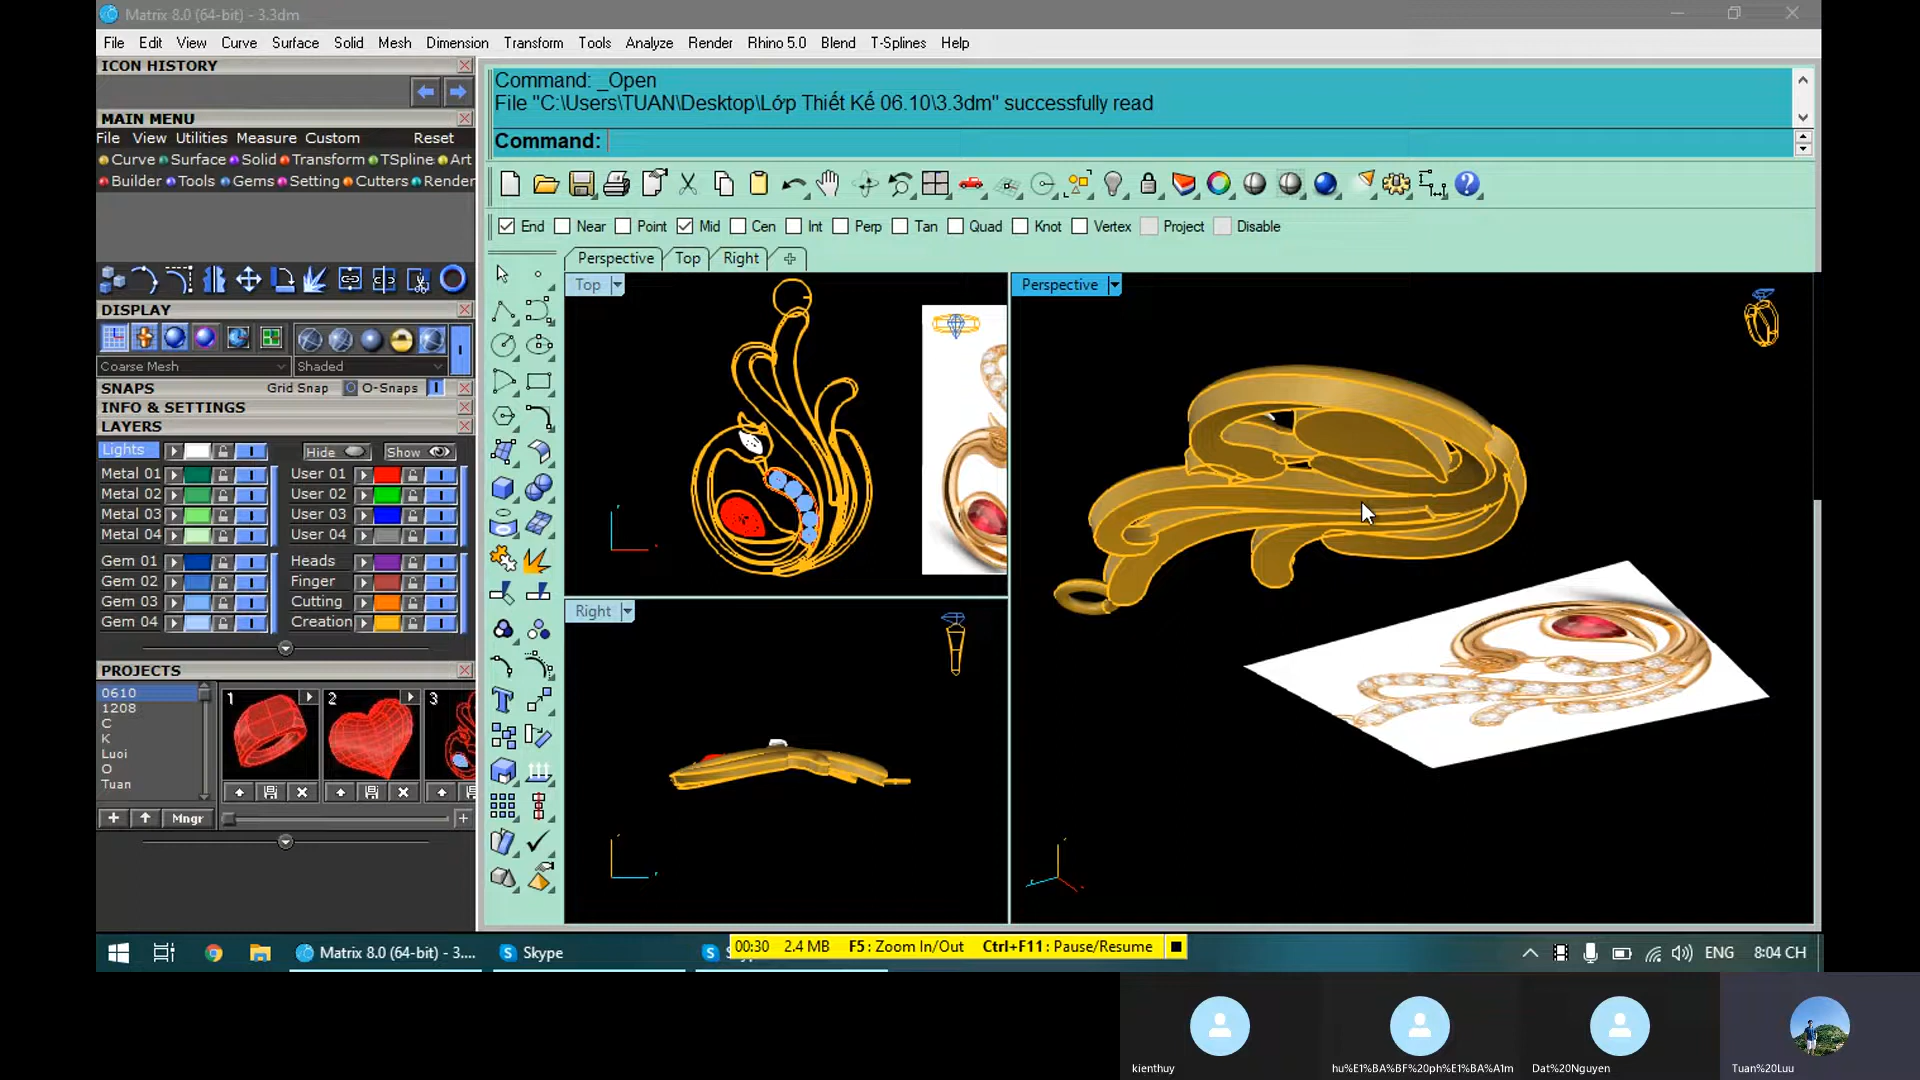 Matrix 8.0 (64-bit) - 3.3dm
File Edit View Curve Surface Solid Mesh Dimension Transform Tools Analyze Render Rhino 5.0 Blend T-Splines Help
ICON HISTORY
Command: _Open
File "C:\Users\TUAN\Desktop\Lớp Thiết Kế 06.10\3.3dm" successfully read
Command:
MAIN MENU
File View Utilities Measure Custom Reset
Curve Surface Solid Transform TSpline Art
Builder Tools Gems Setting Cutters Render
End Near Point Mid Cen Int Perp Tan Quad Knot Vertex Project Disable
Perspective Top Right
Top
Perspective
DISPLAY
Coarse Mesh Shaded
SNAPS Grid Snap O-Snaps
INFO & SETTINGS
LAYERS
Lights Hide Show
Metal 01 User 01
Metal 02 User 02
Metal 03 User 03
Metal 04 User 04
Gem 01 Heads
Gem 02 Finger
Gem 03 Cutting
Gem 04 Creation
Right
PROJECTS
0610
1208
C
K
Luoi
O
Tuan
1 2 3
Mngr
Matrix 8.0 (64-bit) - 3....
Skype
00:30 2.4 MB F5: Zoom In/Out Ctrl+F11: Pause/Resume
ENG 8:04 CH
kienthuy
hu%E1%BA%BF%20ph%E1%BA%A1m
Dat%20Nguyen
Tuan%20Luu